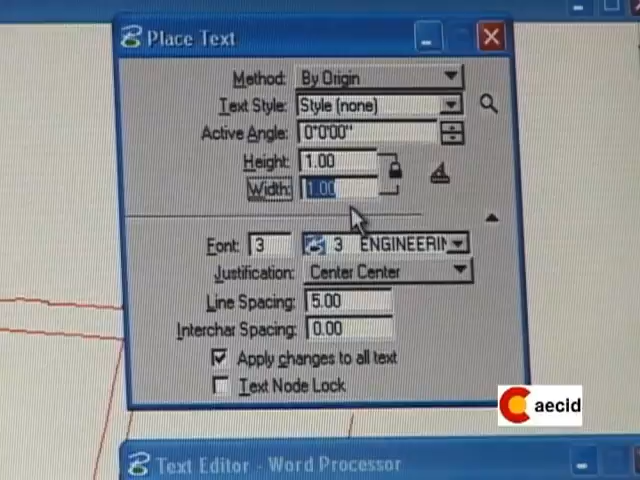 Place Text
Method: By Origin
Text Style: Style (none)
Active Angle: 0°0'00"
Height: 1.00
Width: 1.00
Font: 3 3 ENGINEERIN
Justification: Center Center
Line Spacing: 5.00
Interchar Spacing: 0.00
Apply changes to all text
Text Node Lock
aecid
Text Editor - Word Processor